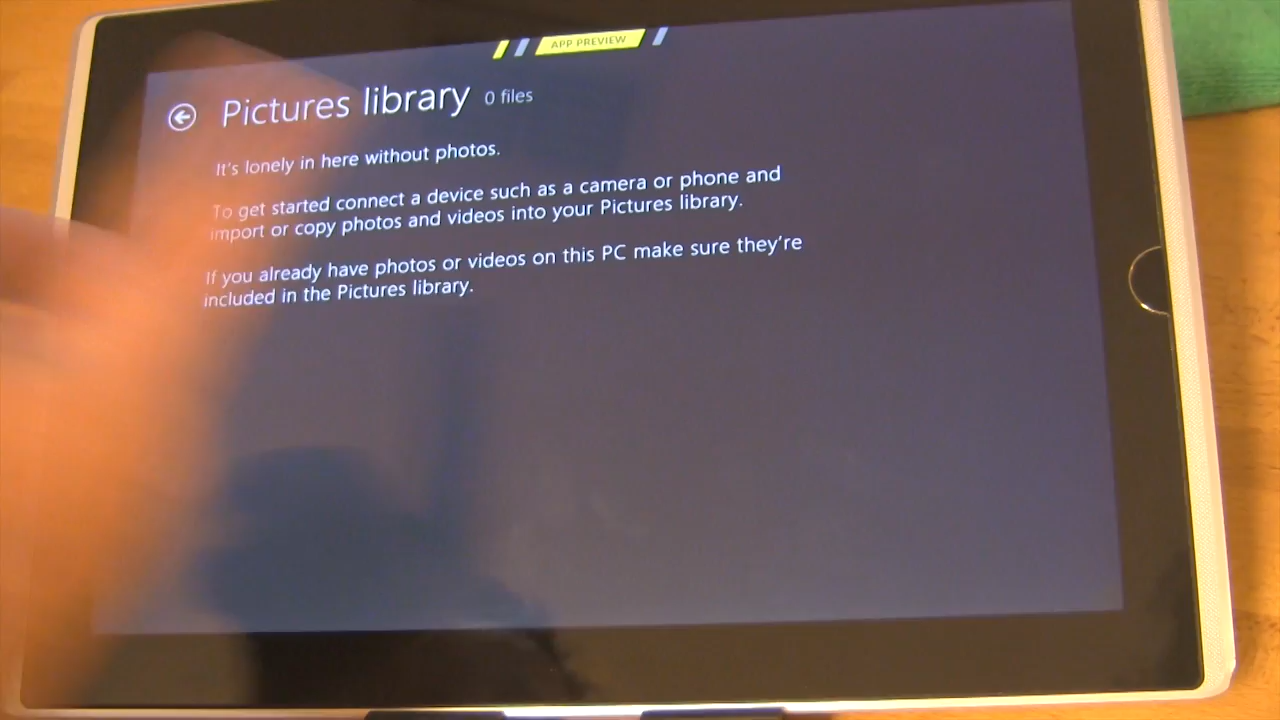 APP PREVIEW
Pictures library 0 files
It's lonely in here without photos.
To get started connect a device such as a camera or phone and
import or copy photos and videos into your Pictures library.
If you already have photos or videos on this PC make sure they're
included in the Pictures library.